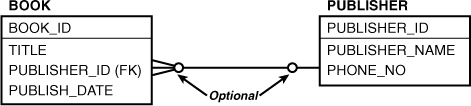 BOOK
BOOK_ID
TITLE
PUBLISHER_ID (FK)
PUBLISH_DATE
Optional
PUBLISHER
PUBLISHER_ID
PUBLISHER_NAME
PHONE_NO